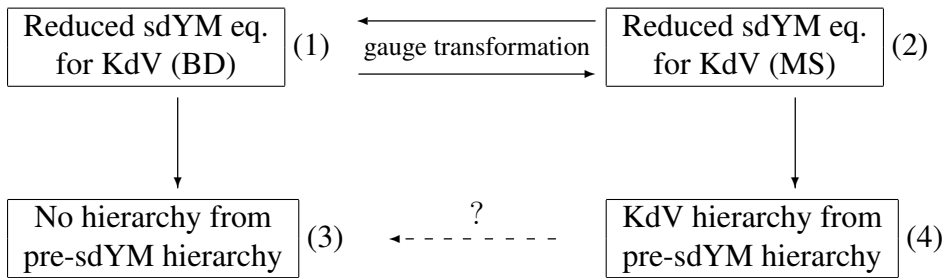 Reduced sdYM eq.
for KdV (BD)
(1)
gauge transformation
Reduced sdYM eq.
for KdV (MS)
(2)
No hierarchy from
pre-sdYM hierarchy
(3)
?
KdV hierarchy from
pre-sdYM hierarchy
(4)